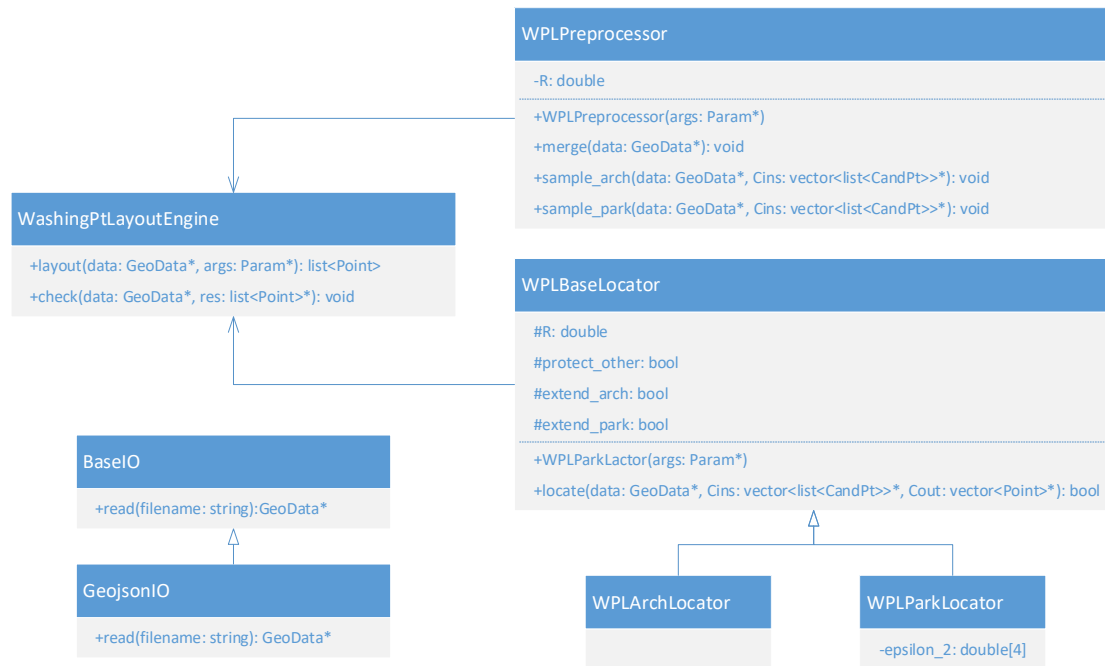 WPLPreprocessor
-R: double
+WPLPreprocessor(args: Param*)
+merge(data: GeoData*): void
+sample_arch(data: GeoData*, Cins: vector<list<CandPt>>*): void
+sample_park(data: GeoData*, Cins: vector<list<CandPt>>*): void
WashingPtLayoutEngine
+layout(data: GeoData*, args: Param*): list<Point>
+check(data: GeoData*, res: list<Point>*): void
WPLBaseLocator
#R: double
#protect_other: bool
#extend_arch: bool
#extend_park: bool
+WPLParkLactor(args: Param*)
+locate(data: GeoData*, Cins: vector<list<CandPt>>*, Cout: vector<Point>*): bool
BaseIO
+read(filename: string):GeoData*
GeojsonIO
+read(filename: string): GeoData*
WPLArchLocator
WPLParkLocator
-epsilon_2: double[4]